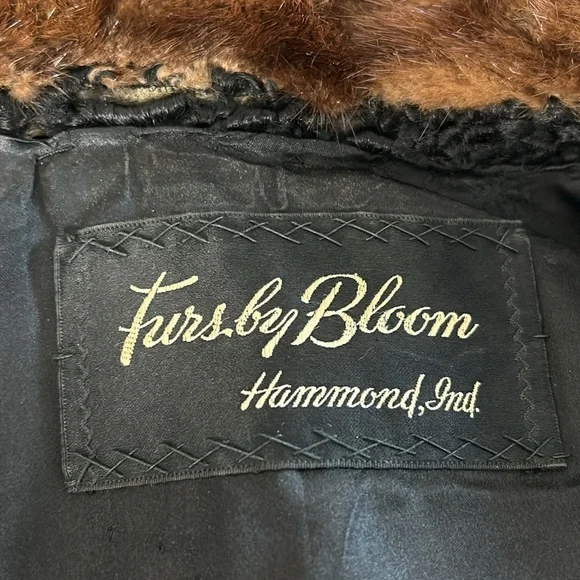 Furs by Bloom
Hammond, Ind.